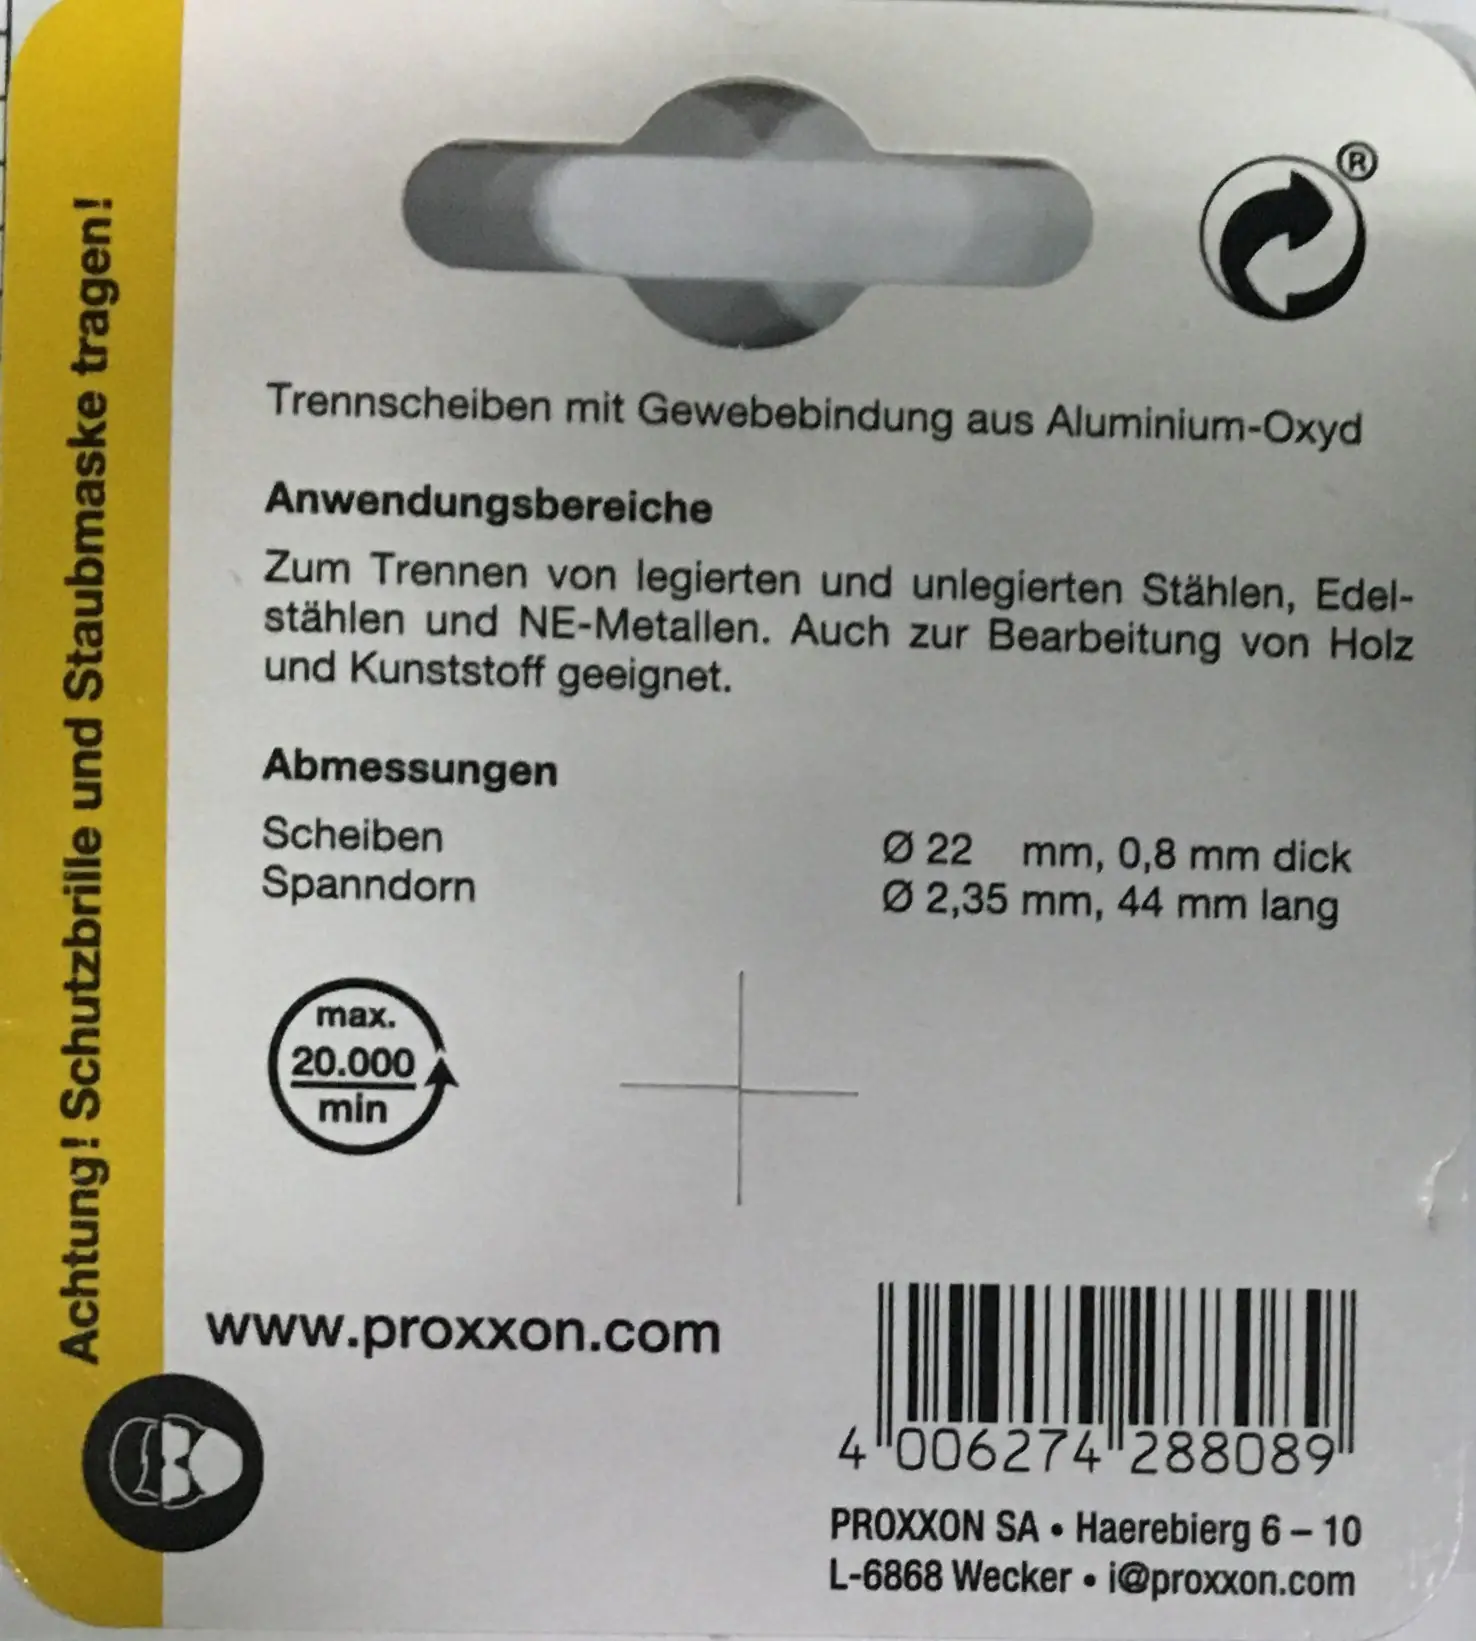 Achtung! Schutzbrille und Staubmaske tragen!
®
Trennscheiben mit Gewebebindung aus Aluminium-Oxyd
Anwendungsbereiche
Zum Trennen von legierten und unlegierten Stählen, Edel-
stählen und NE-Metallen. Auch zur Bearbeitung von Holz
und Kunststoff geeignet.
Abmessungen
Scheiben Ø 22 mm, 0,8 mm dick
Spanndorn Ø 2,35 mm, 44 mm lang
max.
20.000
min
www.proxxon.com
4 006274 288089
PROXXON SA • Haerebierg 6 – 10
L-6868 Wecker • i@proxxon.com